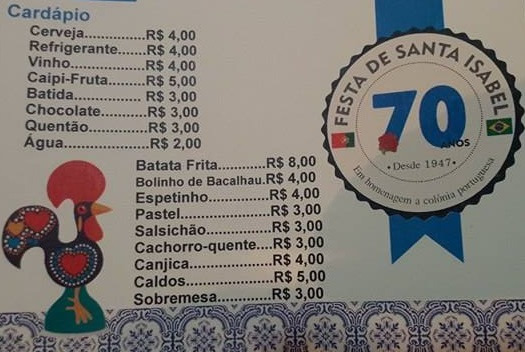 Cardápio
Cerveja...............R$ 4,00
Refrigerante......R$ 4,00
Vinho..................R$ 4,00
Caipi-Fruta........R$ 5,00
Batida.................R$ 3,00
Chocolate..........R$ 3,00
Quentão.............R$ 3,00
Água...................R$ 2,00
Batata Frita...........R$ 8,00
Bolinho de Bacalhau.R$ 4,00
Espetinho.............R$ 4,00
Pastel....................R$ 3,00
Salsichão.............R$ 3,00
Cachorro-quente....R$ 3,00
Canjica.................R$ 4,00
Caldos..................R$ 5,00
Sobremesa...........R$ 3,00
FESTA DE SANTA ISABEL
70
ANOS
• Desde 1947 •
Em homenagem a colônia portuguesa